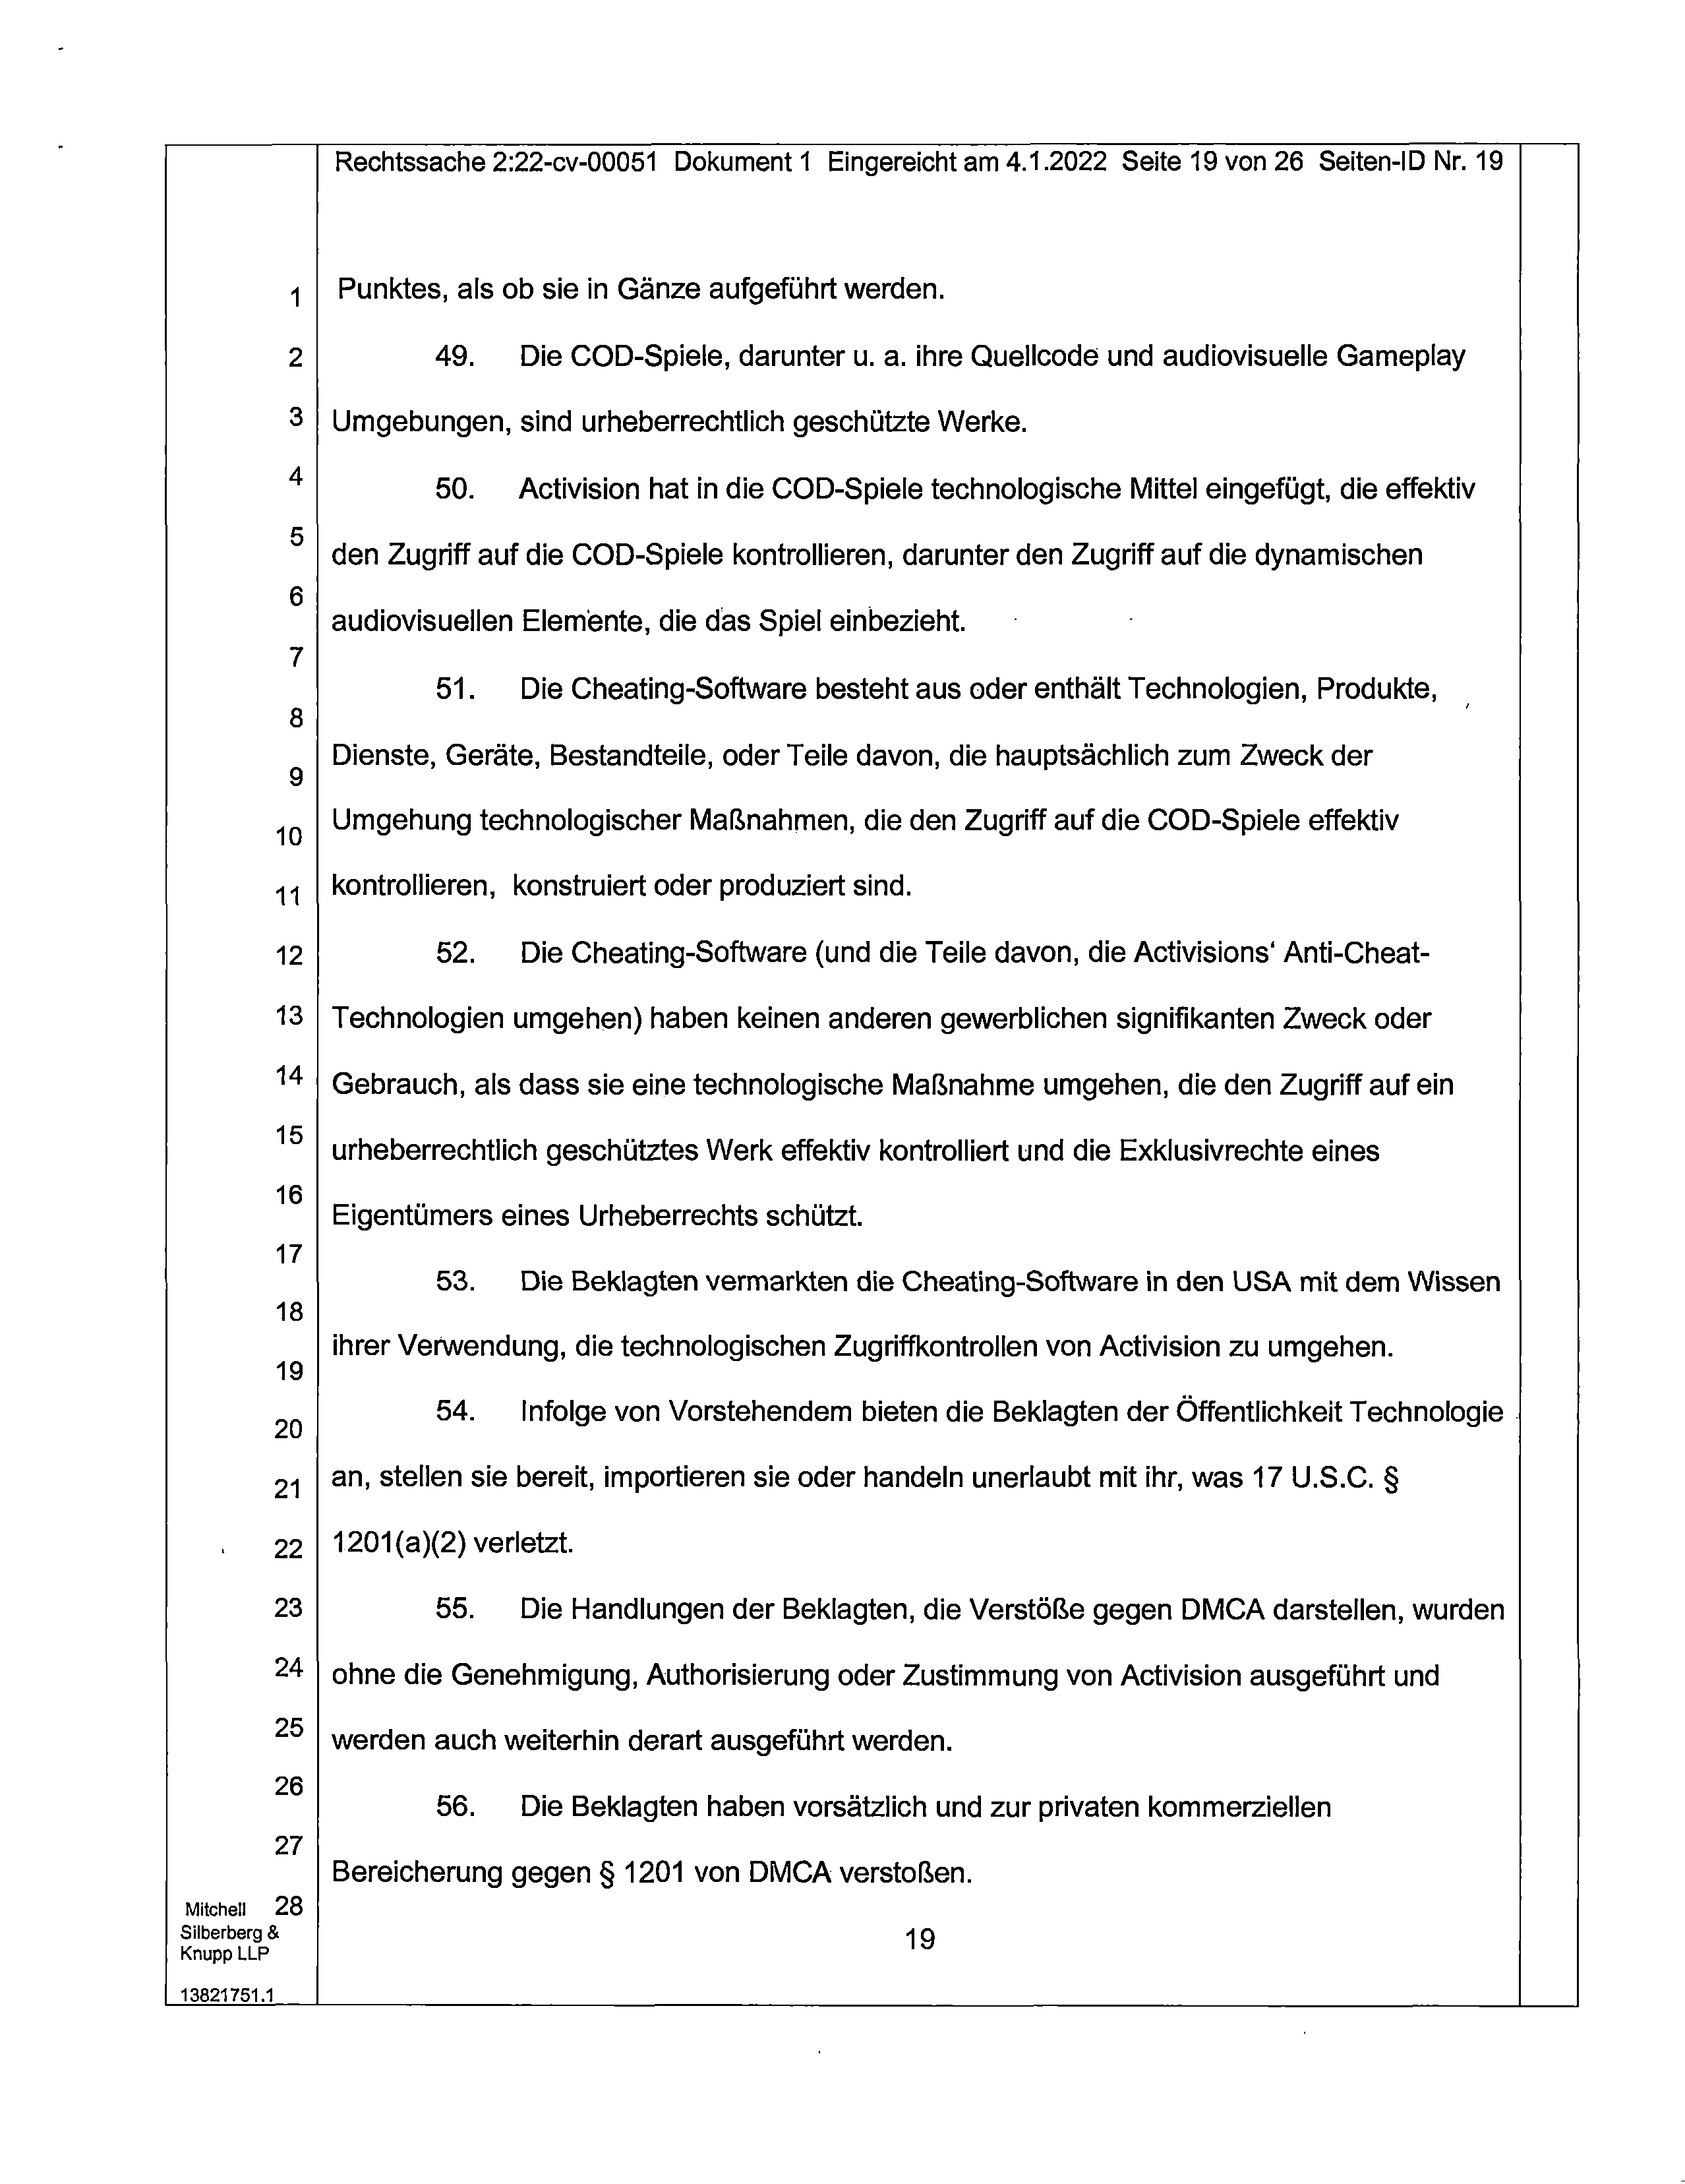 Rechtssache 2:22-cv-00051 Dokument 1 Eingereicht am 4.1.2022 Seite 19 von 26 Seiten-ID Nr. 19
1 Punktes, als ob sie in Gänze aufgeführt werden.
2 49. Die COD-Spiele, darunter u. a. ihre Quellcode und audiovisuelle Gameplay
3 Umgebungen, sind urheberrechtlich geschützte Werke.
4 50. Activision hat in die COD-Spiele technologische Mittel eingefügt, die effektiv
5 den Zugriff auf die COD-Spiele kontrollieren, darunter den Zugriff auf die dynamischen
6 audiovisuellen Elemente, die das Spiel einbezieht.
7
51. Die Cheating-Software besteht aus oder enthält Technologien, Produkte,
8
Dienste, Geräte, Bestandteile, oder Teile davon, die hauptsächlich zum Zweck der
9
Umgehung technologischer Maßnahmen, die den Zugriff auf die COD-Spiele effektiv
10
kontrollieren, konstruiert oder produziert sind.
11
12 52. Die Cheating-Software (und die Teile davon, die Activisions' Anti-Cheat-
13 Technologien umgehen) haben keinen anderen gewerblichen signifikanten Zweck oder
14 Gebrauch, als dass sie eine technologische Maßnahme umgehen, die den Zugriff auf ein
15 urheberrechtlich geschütztes Werk effektiv kontrolliert und die Exklusivrechte eines
16 Eigentümers eines Urheberrechts schützt.
17
53. Die Beklagten vermarkten die Cheating-Software in den USA mit dem Wissen
18
ihrer Verwendung, die technologischen Zugriffkontrollen von Activision zu umgehen.
19
54. Infolge von Vorstehendem bieten die Beklagten der Öffentlichkeit Technologie
20
21 an, stellen sie bereit, importieren sie oder handeln unerlaubt mit ihr, was 17 U.S.C. §
22 1201(a)(2) verletzt.
23 55. Die Handlungen der Beklagten, die Verstöße gegen DMCA darstellen, wurden
24 ohne die Genehmigung, Authorisierung oder Zustimmung von Activision ausgeführt und
25 werden auch weiterhin derart ausgeführt werden.
26
56. Die Beklagten haben vorsätzlich und zur privaten kommerziellen
27
Bereicherung gegen § 1201 von DMCA verstoßen.
28
Mitchell
Silberberg &
Knupp LLP
19
13821751.1